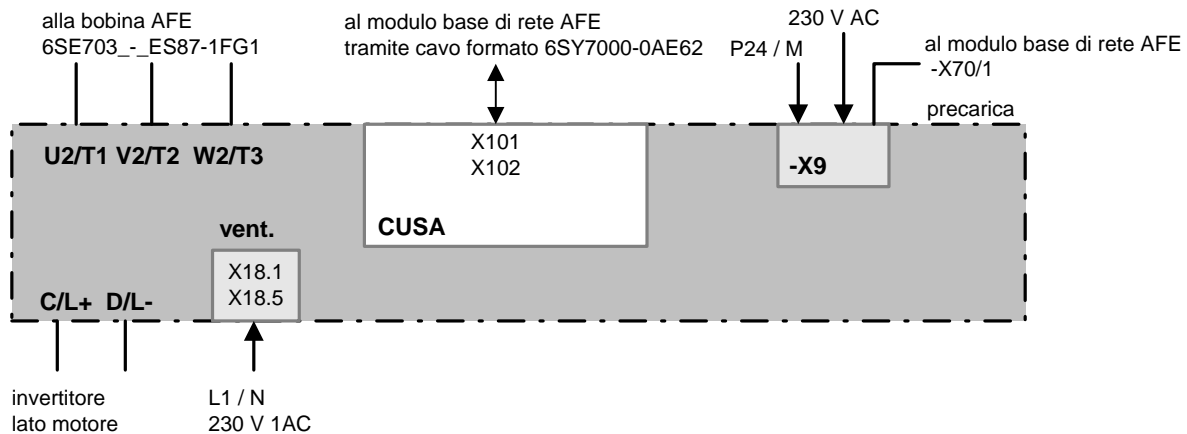 alla bobina AFE
6SE703_-_ES87-1FG1
al modulo base di rete AFE
tramite cavo formato 6SY7000-0AE62
230 V AC
P24 / M
al modulo base di rete AFE
-X70/1
precarica
U2/T1 V2/T2 W2/T3
X101
X102
CUSA
-X9
vent.
X18.1
X18.5
C/L+ D/L-
invertitore
lato motore
L1 / N
230 V 1AC